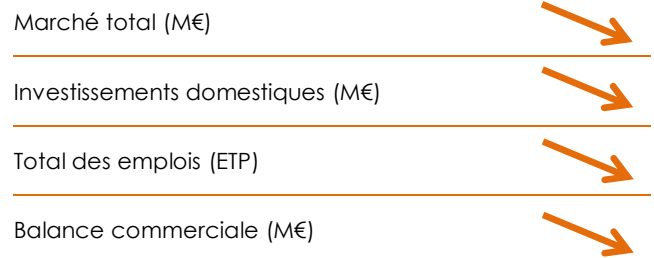 Marché total (M€)
Investissements domestiques (M€)
Total des emplois (ETP)
Balance commerciale (M€)